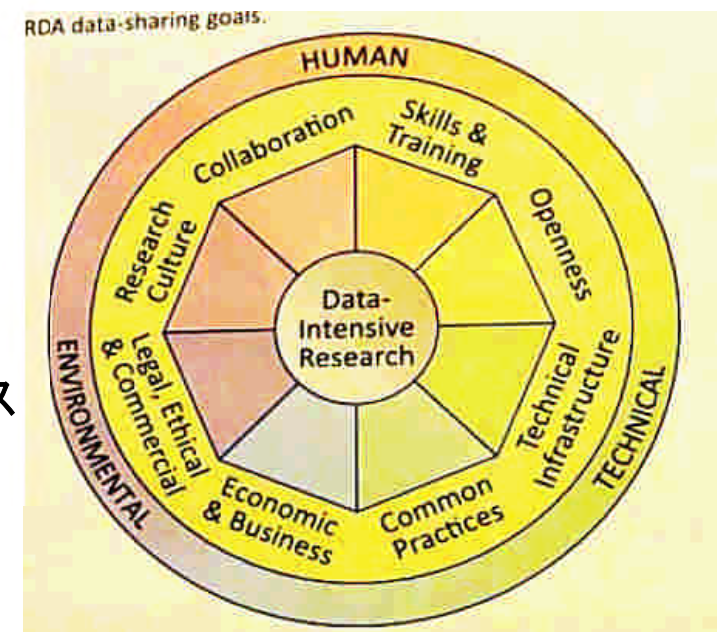 RDA data-sharing goals.
HUMAN
Collaboration
Skills &
Training
Research
Culture
Openness
Data-
Intensive
Research
ス
ENVIRONMENTAL
Legal, Ethical
& Commercial
Technical
Infrastructure
TECHNICAL
Economic
& Business
Common
Practices